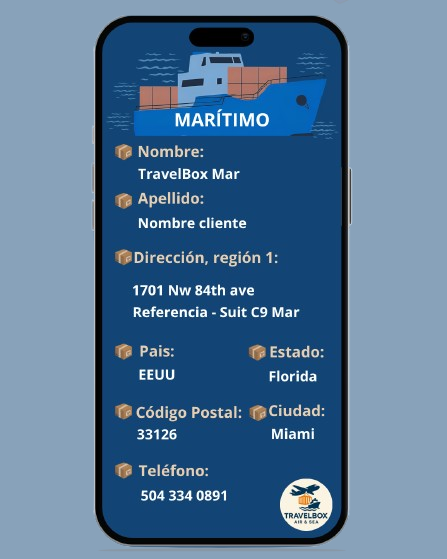 MARÍTIMO
Nombre:
TravelBox Mar
Apellido:
Nombre cliente
Dirección, región 1:
1701 Nw 84th ave
Referencia - Suit C9 Mar
Pais:
Estado:
EEUU
Florida
Código Postal:
Ciudad:
33126
Miami
Teléfono:
504 334 0891
TRAVELBOX
AIR & SEA